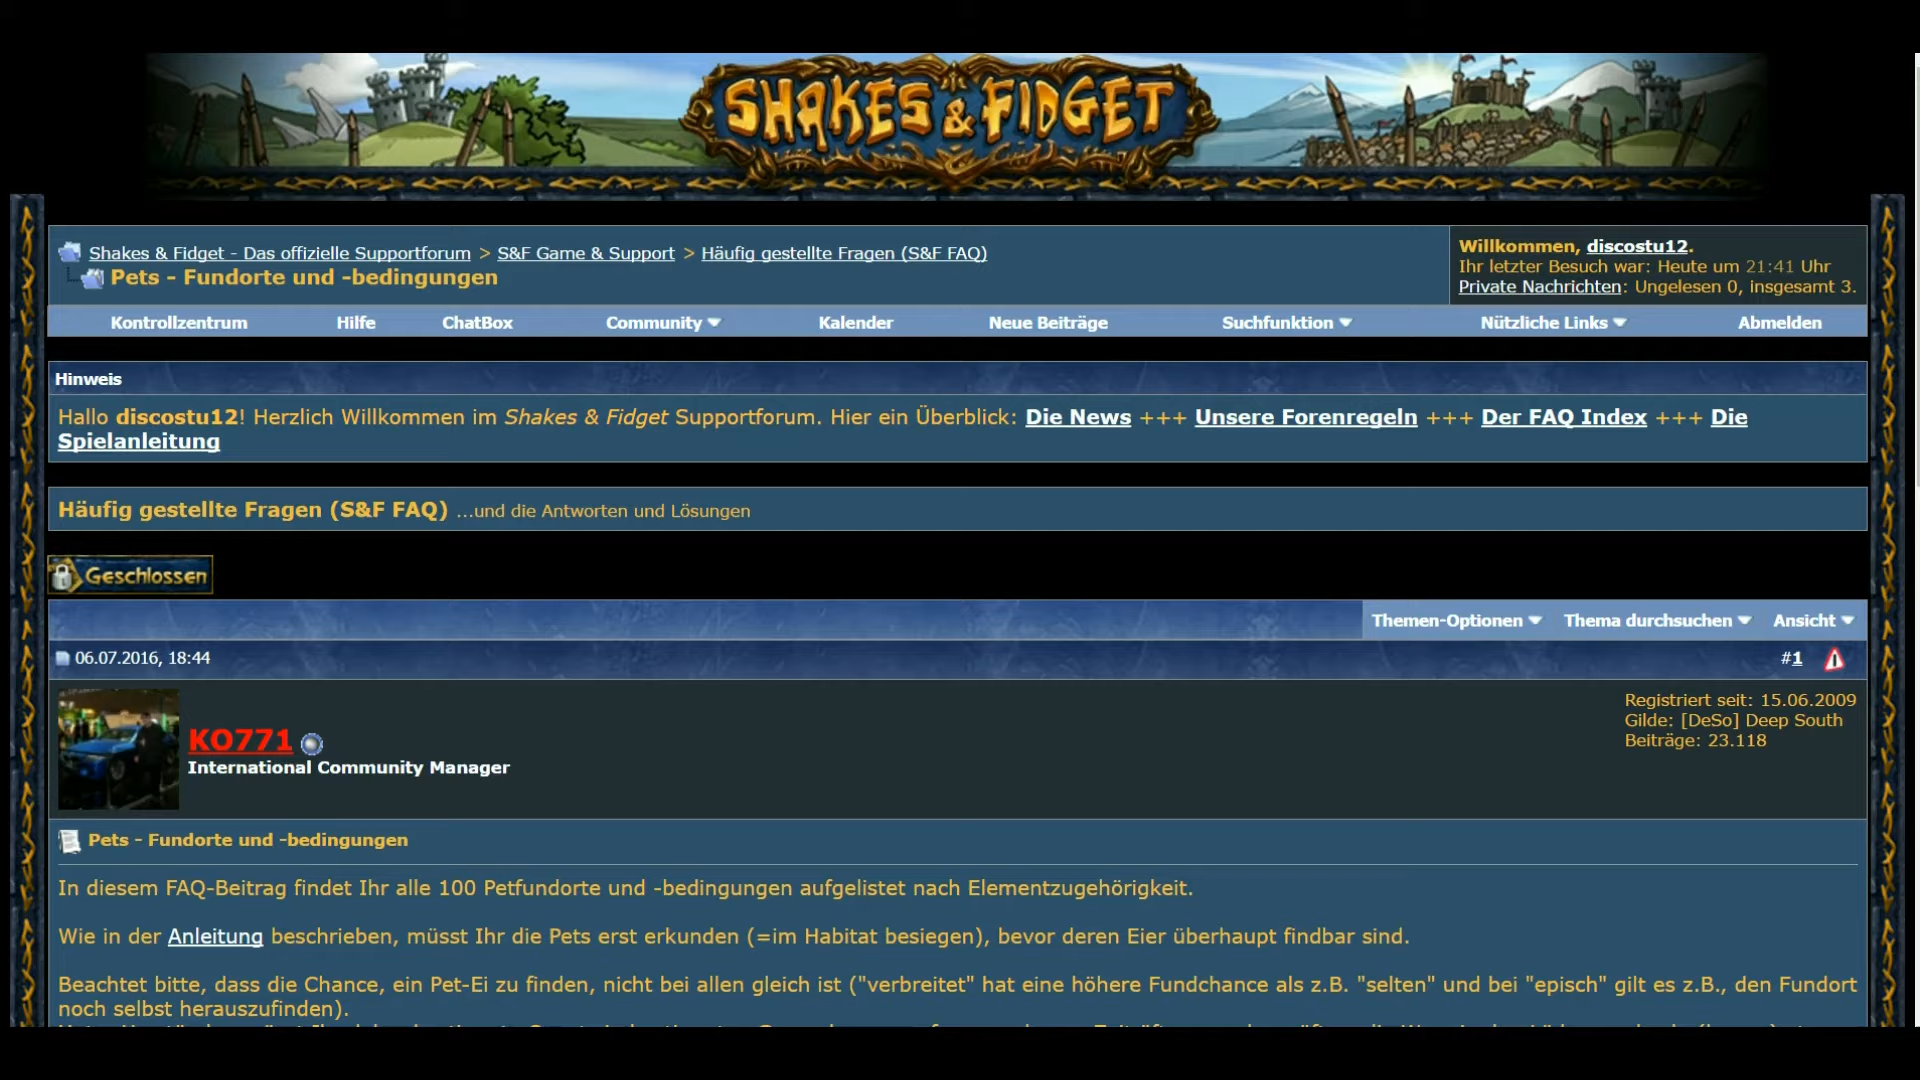 SHAKES & FIDGET
Shakes & Fidget - Das offizielle Supportforum > S&F Game & Support > Häufig gestellte Fragen (S&F FAQ)
Pets - Fundorte und -bedingungen
Willkommen, discostu12.
Ihr letzter Besuch war: Heute um 21:41 Uhr
Private Nachrichten: Ungelesen 0, insgesamt 3.
Kontrollzentrum Hilfe ChatBox Community Kalender Neue Beiträge Suchfunktion Nützliche Links Abmelden
Hinweis
Hallo discostu12! Herzlich Willkommen im Shakes & Fidget Supportforum. Hier ein Überblick: Die News +++ Unsere Forenregeln +++ Der FAQ Index +++ Die
Spielanleitung
Häufig gestellte Fragen (S&F FAQ) ...und die Antworten und Lösungen
Geschlossen
Themen-Optionen Thema durchsuchen Ansicht
06.07.2016, 18:44 #1
KO771
International Community Manager
Registriert seit: 15.06.2009
Gilde: [DeSo] Deep South
Beiträge: 23.118
Pets - Fundorte und -bedingungen
In diesem FAQ-Beitrag findet Ihr alle 100 Petfundorte und -bedingungen aufgelistet nach Elementzugehörigkeit.
Wie in der Anleitung beschrieben, müsst Ihr die Pets erst erkunden (=im Habitat besiegen), bevor deren Eier überhaupt findbar sind.
Beachtet bitte, dass die Chance, ein Pet-Ei zu finden, nicht bei allen gleich ist ("verbreitet" hat eine höhere Fundchance als z.B. "selten" und bei "episch" gilt es z.B., den Fundort
noch selbst herauszufinden).